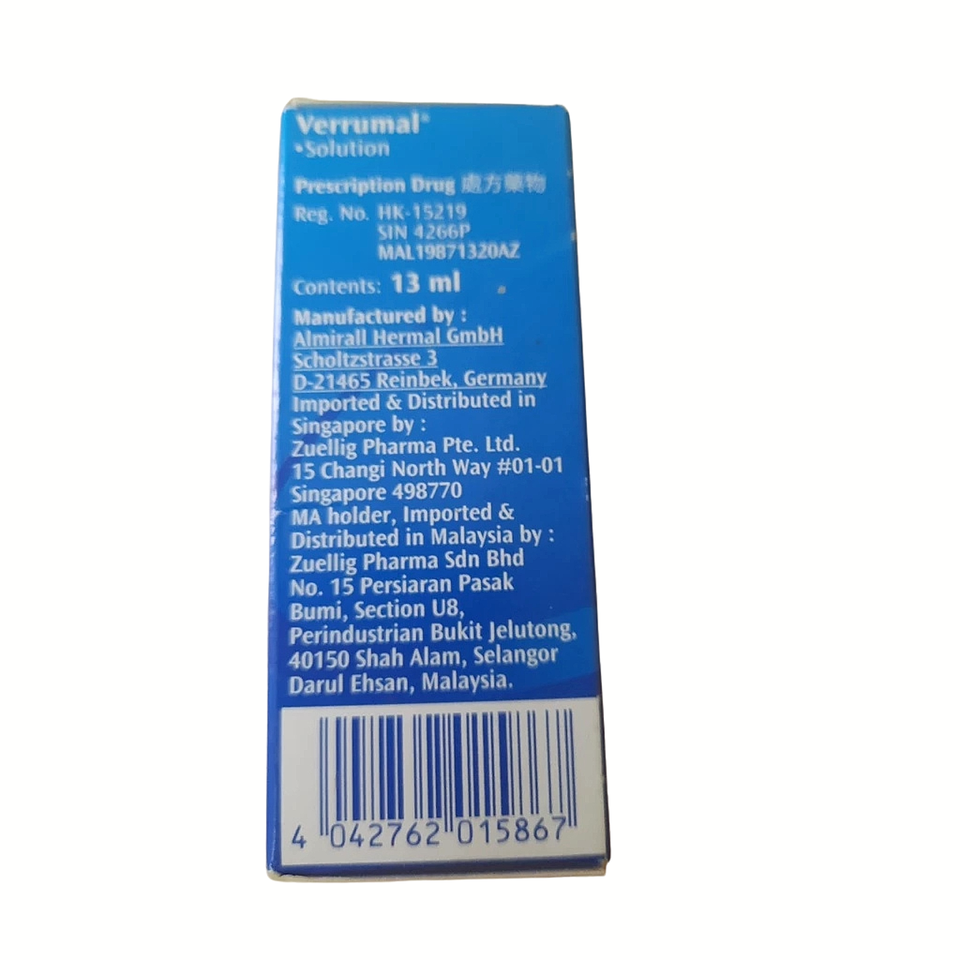 Verrumal®
•Solution
Prescription Drug 處方藥物
Reg. No. HK-15219
SIN 4266P
MAL19871320AZ
Contents: 13 ml
Manufactured by :
Almirall Hermal GmbH
Scholtzstrasse 3
D-21465 Reinbek, Germany
Imported & Distributed in
Singapore by :
Zuellig Pharma Pte. Ltd.
15 Changi North Way #01-01
Singapore 498770
MA holder, Imported &
Distributed in Malaysia by :
Zuellig Pharma Sdn Bhd
No. 15 Persiaran Pasak
Bumi, Section U8,
Perindustrian Bukit Jelutong,
40150 Shah Alam, Selangor
Darul Ehsan, Malaysia.
4 042762 015867